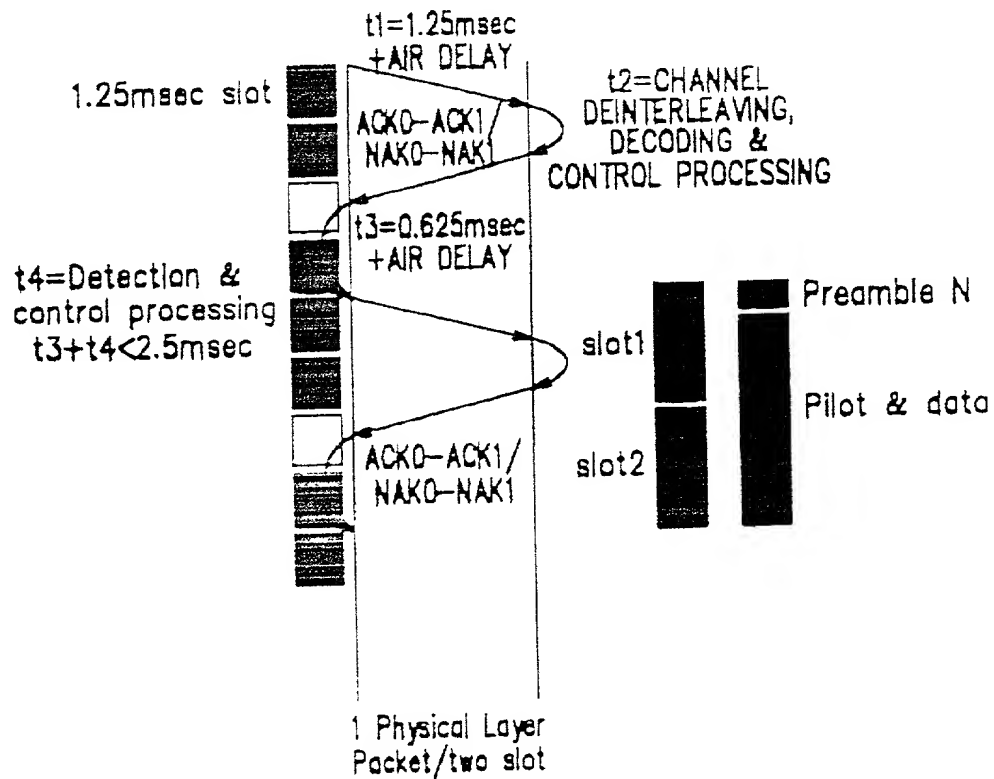 t1=1.25msec
+AIR DELAY
1.25msec slot
t2=CHANNEL
DEINTERLEAVING,
DECODING &
CONTROL PROCESSING
ACK0-ACK1/
NAK0-NAK1
t3=0.625msec
+AIR DELAY
t4=Detection &
control processing
t3+t4<2.5msec
Preamble N
slot1
Pilot & data
slot2
ACK0-ACK1/
NAK0-NAK1
1 Physical Layer
Packet/two slot